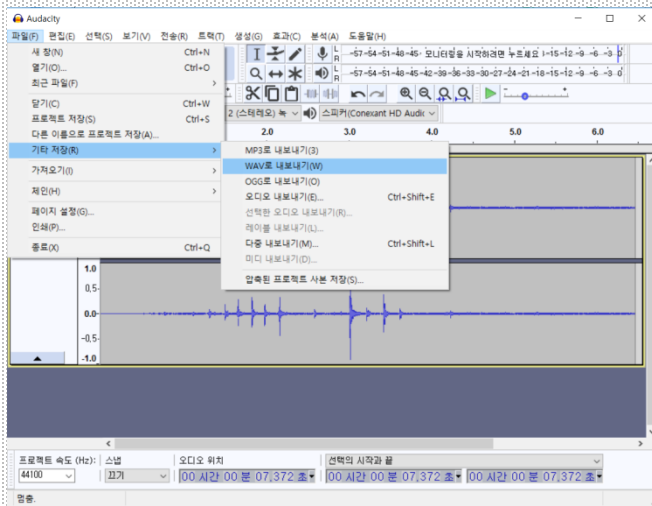 Audacity
파일(F) 편집(E) 선택(S) 보기(V) 전송(R) 트랙(T) 생성(G) 효과(C) 분석(A) 도움말(H)
새 창(N) Ctrl+N
열기(O)... Ctrl+O
최근 파일(F)
닫기(C) Ctrl+W
프로젝트 저장(S) Ctrl+S
다른 이름으로 프로젝트 저장(A)...
기타 저장(R)
가져오기(I)
체인(H)
페이지 설정(G)...
인쇄(P)...
종료(X) Ctrl+Q
L R -57 -54 -51 -48 -45- 모니터링을 시작하려면 누르세요 -15 -12 -9 -6 -3 0
L R -57 -54 -51 -48 -45 -42 -39 -36 -33 -30 -27 -24 -21 -18 -15 -12 -9 -6 -3 0
2 (스테레오) 녹 스피커(Conexant HD Audic
2.0 3.0 4.0 5.0 6.0
MP3로 내보내기(3)
WAV로 내보내기(W)
OGG로 내보내기(O)
오디오 내보내기(E)... Ctrl+Shift+E
선택한 오디오 내보내기(R)...
레이블 내보내기(L)...
다중 내보내기(M)... Ctrl+Shift+L
미디 내보내기(D)...
압축된 프로젝트 사본 저장(S)...
1.0
0.5-
0.0-
-0.5-
-1.0
프로젝트 속도 (Hz): 스냅 오디오 위치 선택의 시작과 끝
44100 끄기 00 시간 00 분 07,372 초 00 시간 00 분 07,372 초 00 시간 00 분 07,372 초
멈춤.